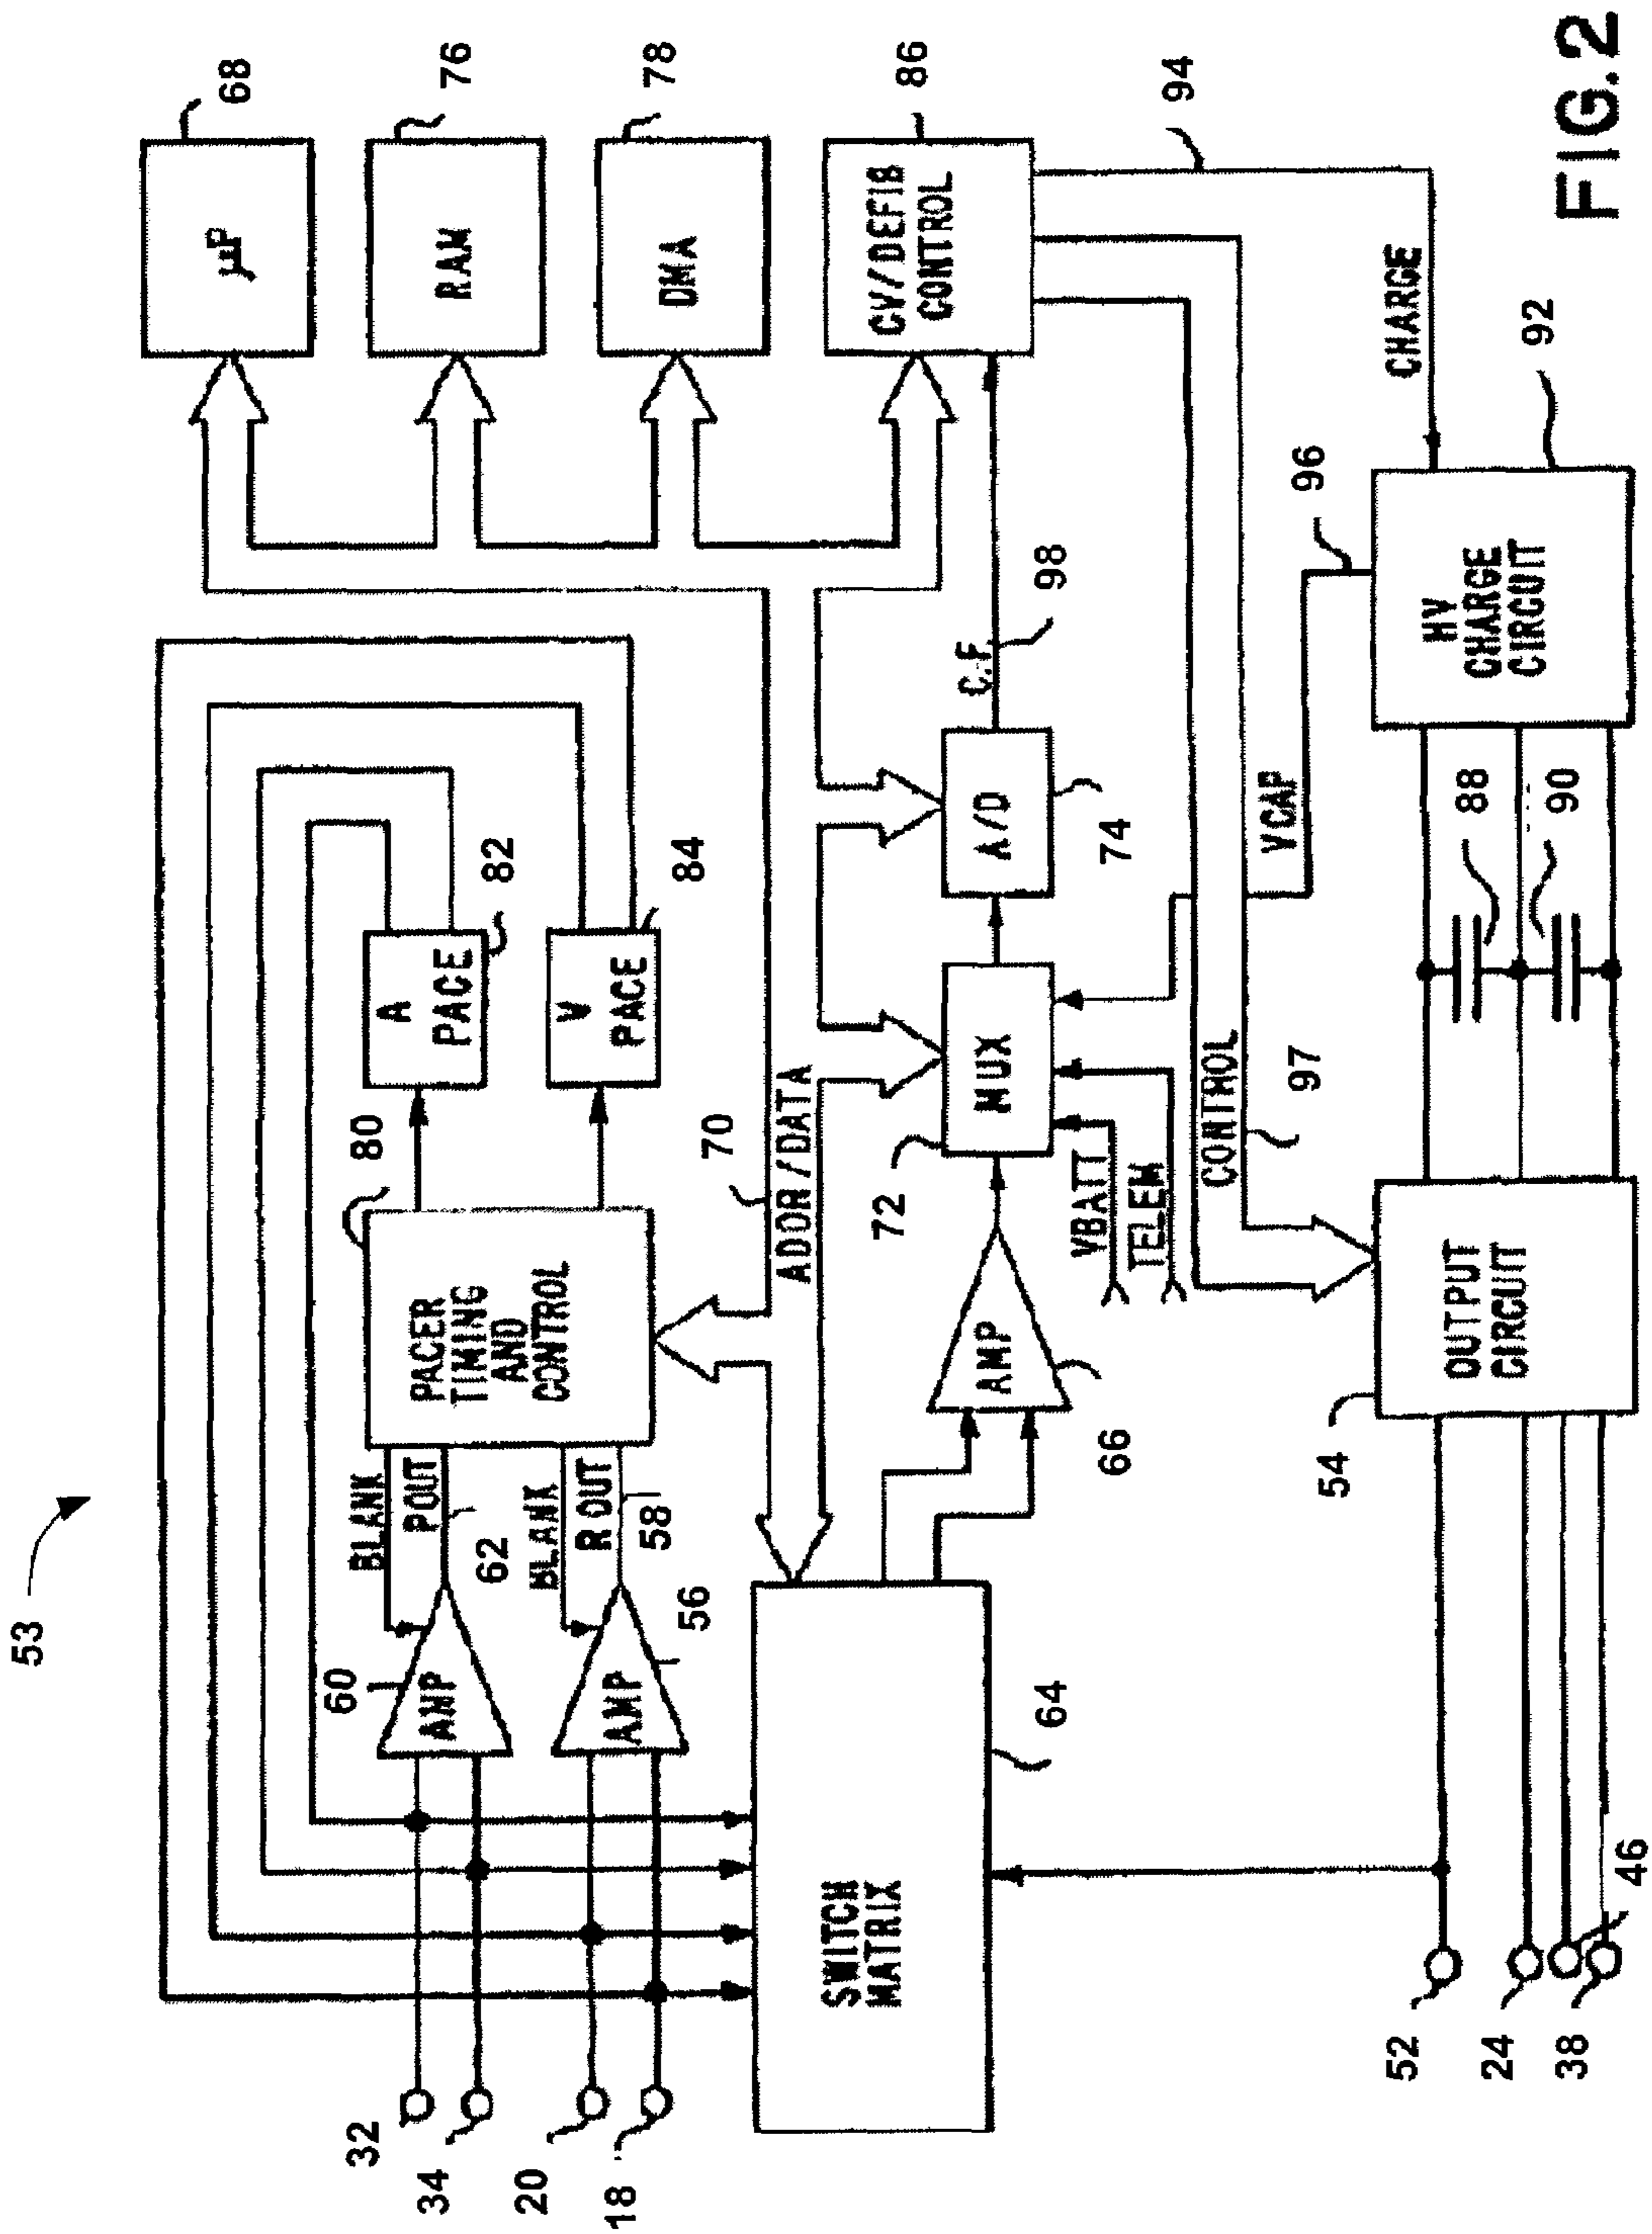 53
32
34
20
18
60
AMP
BLANK
POUT
62
AMP
56
BLANK
R OUT
58
PACER
TIMING
AND
CONTROL
80
A
PACE
82
V
PACE
84
µP
68
RAM
76
DMA
78
CV/DEFIB
CONTROL
86
94
70
ADDR/DATA
SWITCH
MATRIX
64
AMP
66
MUX
72
VBATT
TELEM
A/D
74
C.F
98
CONTROL
97
VCAP
96
CHARGE
HV
CHARGE
CIRCUIT
92
88
90
OUTPUT
CIRCUIT
54
52
24
38
46
FIG.2